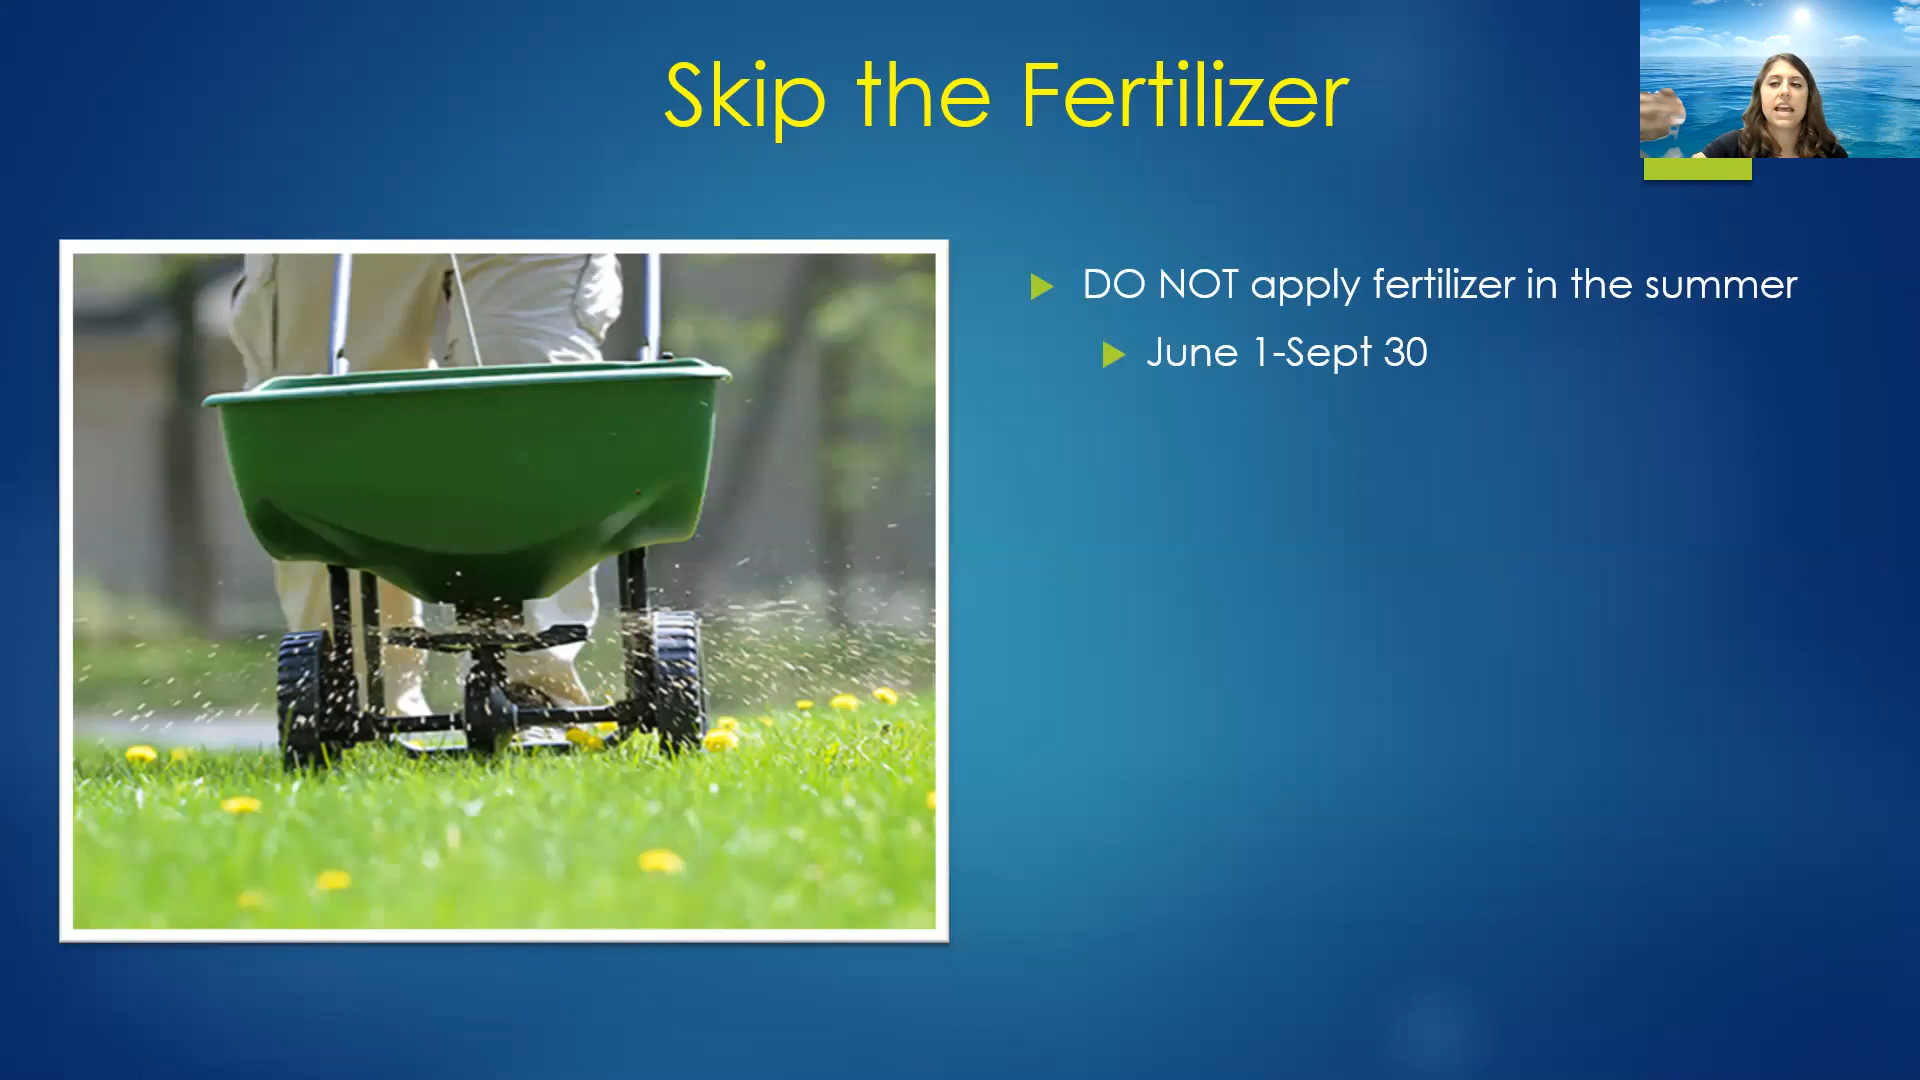 Skip the Fertilizer
DO NOT apply fertilizer in the summer
June 1-Sept 30